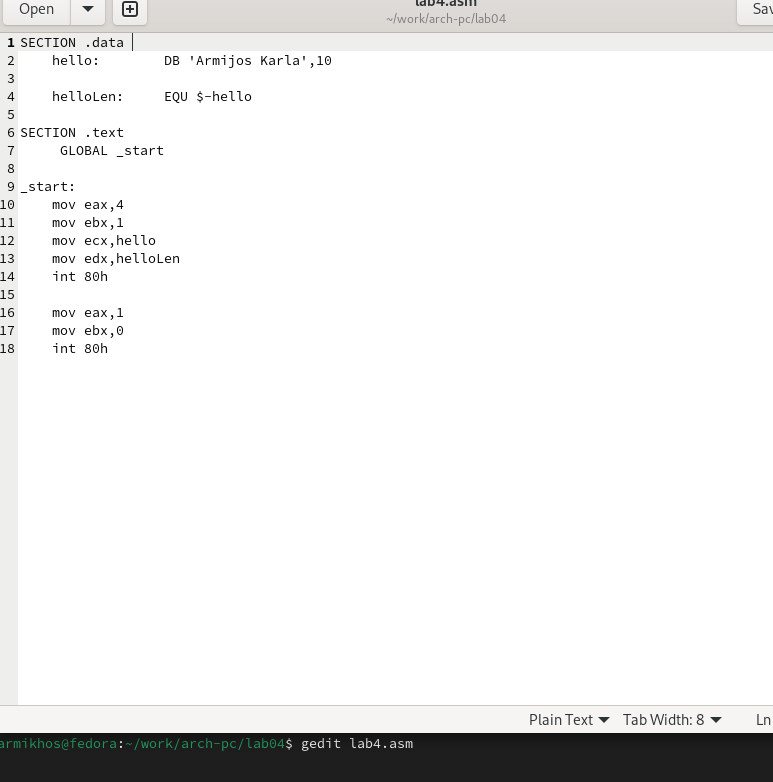 Open
lab4.asm
~/work/arch-pc/lab04
1 SECTION .data
2     hello:        DB 'Armijos Karla',10
3
4     helloLen:     EQU $-hello
5
6 SECTION .text
7      GLOBAL _start
8
9 _start:
10     mov eax,4
11     mov ebx,1
12     mov ecx,hello
13     mov edx,helloLen
14     int 80h
15
16     mov eax,1
17     mov ebx,0
18     int 80h
Plain Text Tab Width: 8 Ln
armikhos@fedora:~/work/arch-pc/lab04$ gedit lab4.asm